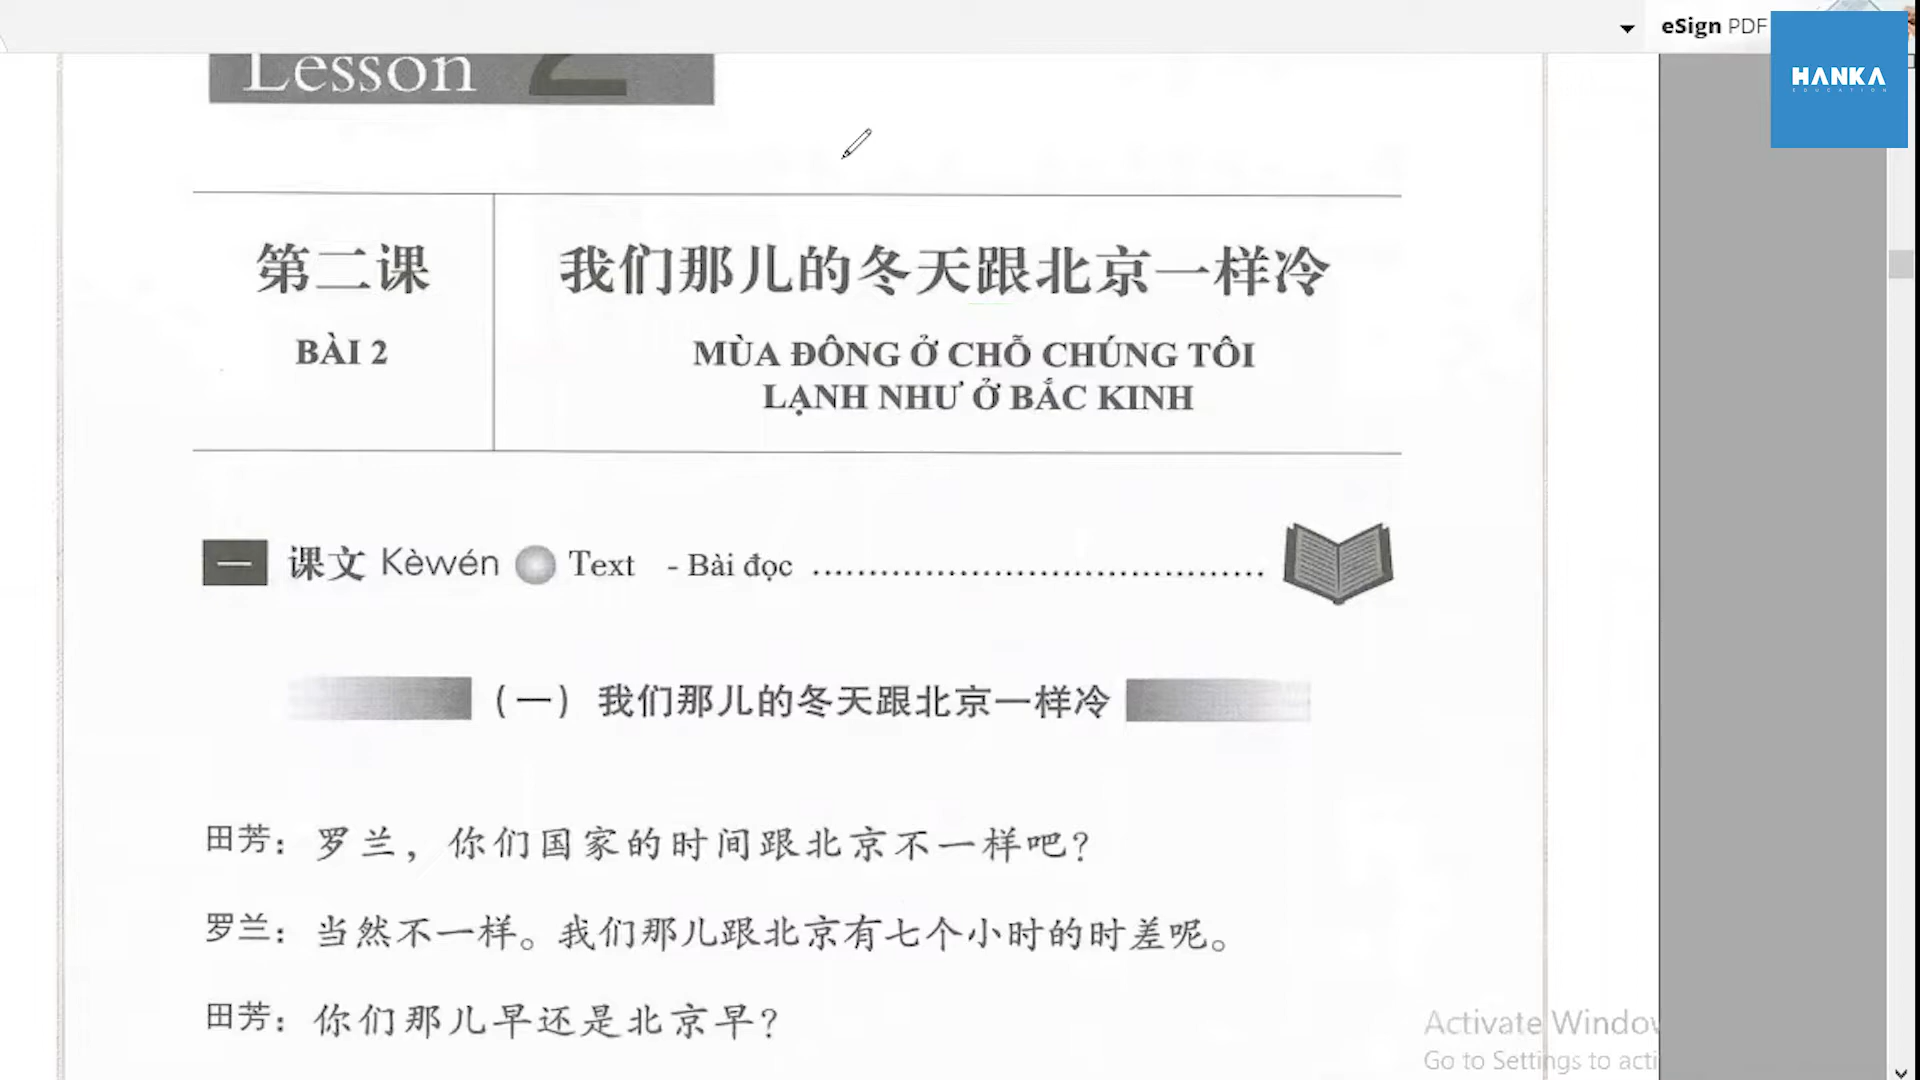 eSign PDF
HANKA
EDUCATION
Lesson 2
第二课
BÀI 2
我们那儿的冬天跟北京一样冷
MÙA ĐÔNG Ở CHỖ CHÚNG TÔI
LẠNH NHƯ Ở BẮC KINH
一 课文 Kèwén Text - Bài đọc
(一) 我们那儿的冬天跟北京一样冷
田芳：罗兰，你们国家的时间跟北京不一样吧？
罗兰：当然不一样。我们那儿跟北京有七个小时的时差呢。
田芳：你们那儿早还是北京早？
Activate Window
Go to Settings to acti